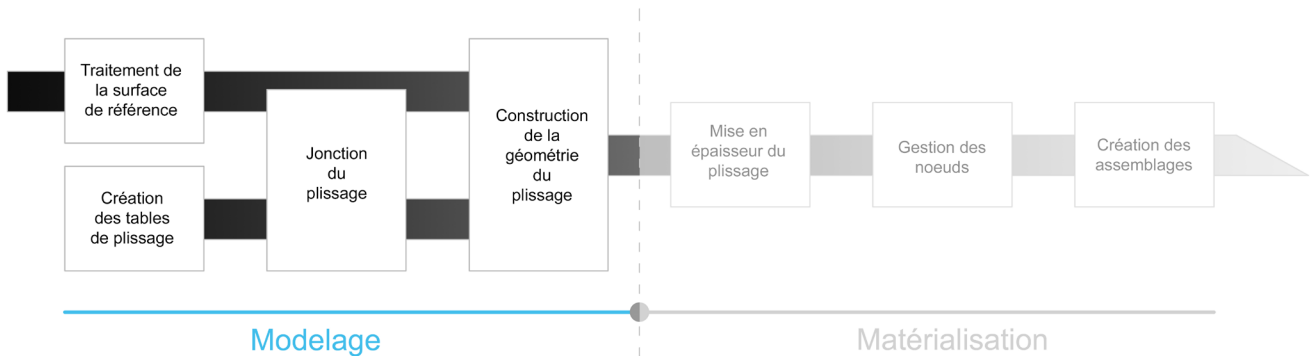 Traitement de
la surface
de référence
Création
des tables
de plissage
Jonction
du
plissage
Construction
de la
géométrie
du
plissage
Mise en
épaisseur du
plissage
Gestion des
noeuds
Création des
assemblages
Modelage
Matérialisation